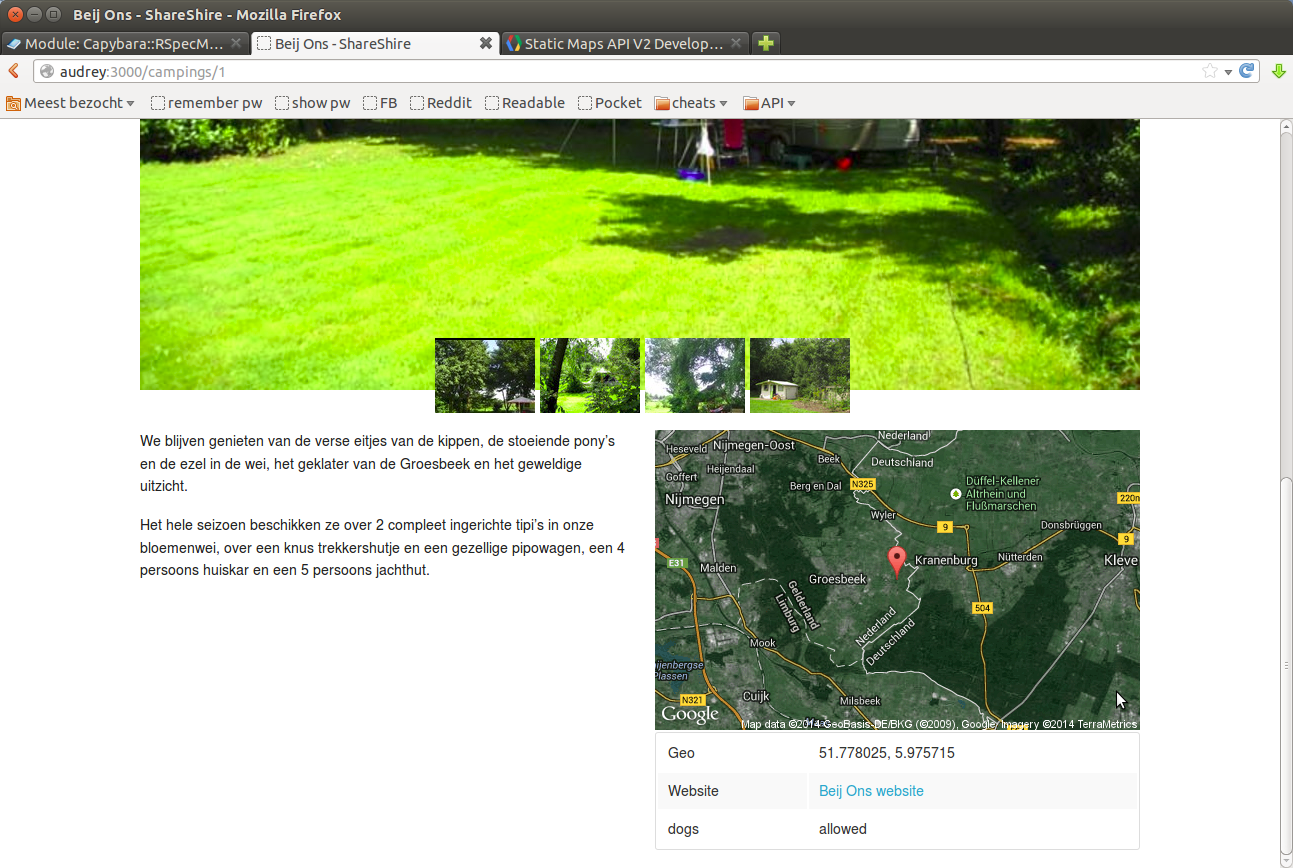 Beij Ons - ShareShire - Mozilla Firefox
Module: Capybara::RSpecM…
Beij Ons - ShareShire
Static Maps API V2 Develop…
audrey:3000/campings/1
Meest bezocht
remember pw
show pw
FB
Reddit
Readable
Pocket
cheats
API
We blijven genieten van de verse eitjes van de kippen, de stoeiende pony’s
en de ezel in de wei, het geklater van de Groesbeek en het geweldige
uitzicht.
Het hele seizoen beschikken ze over 2 compleet ingerichte tipi’s in onze
bloemenwei, over een knus trekkershutje en een gezellige pipowagen, een 4
persoons huiskar en een 5 persoons jachthut.
Nederland
Heseveld
Nijmegen-Oost
Beek
Deutschland
Goffert
Heijendaal
Berg en Dal
N325
Düffel-Kellener
Altrhein und
Flußmarschen
Nijmegen
220n
Wyler
9
Donsbrüggen
9
E31
Malden
Groesbeek
Kranenburg
Nütterden
Kleve
Gelderland
Limburg
504
Nederland
Deutschland
Mook
ijenbergse
Plassen
N321
Cuijk
Milsbeek
Google
Map data ©2014 GeoBasis-DE/BKG (©2009), Google, Imagery ©2014 TerraMetrics
Geo
51.778025, 5.975715
Website
Beij Ons website
dogs
allowed